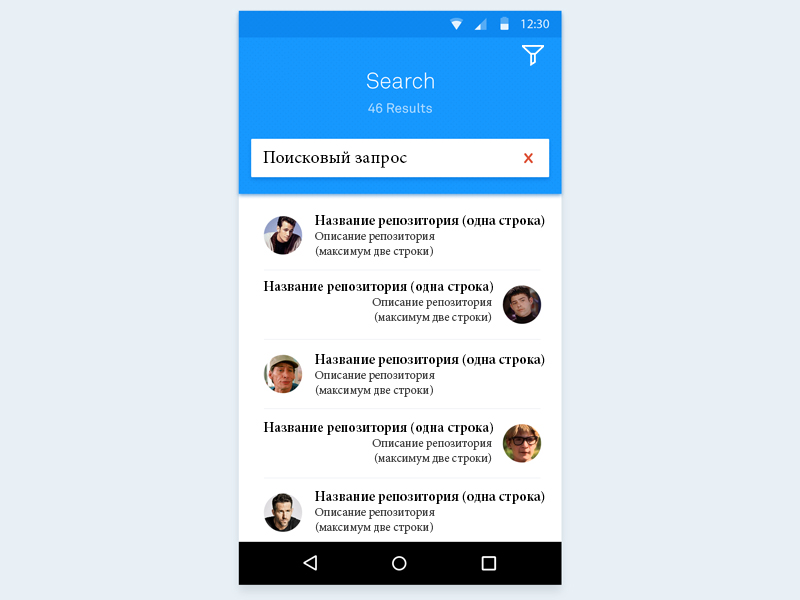 12:30
Search
46 Results
Поисковый запрос
Название репозитория (одна строка)
Описание репозитория
(максимум две строки)
Название репозитория (одна строка)
Описание репозитория
(максимум две строки)
Название репозитория (одна строка)
Описание репозитория
(максимум две строки)
Название репозитория (одна строка)
Описание репозитория
(максимум две строки)
Название репозитория (одна строка)
Описание репозитория
(максимум две строки)